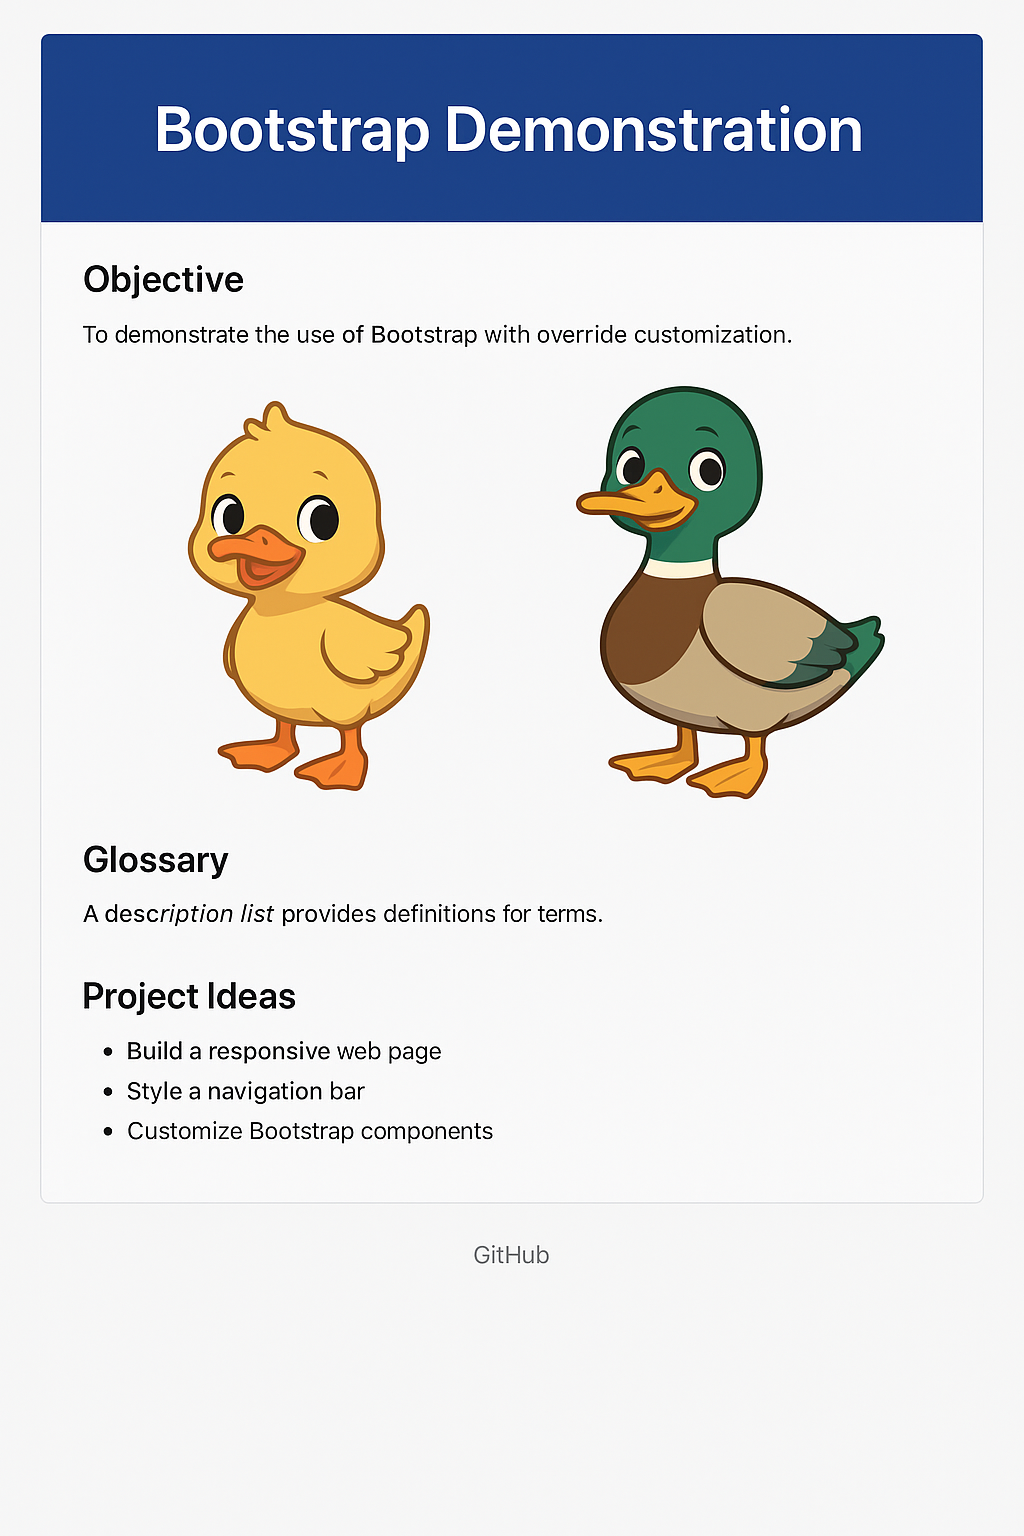 Bootstrap Demonstration
Objective
To demonstrate the use of Bootstrap with override customization.
Glossary
A description list provides definitions for terms.
Project Ideas
• Build a responsive web page
• Style a navigation bar
• Customize Bootstrap components
GitHub